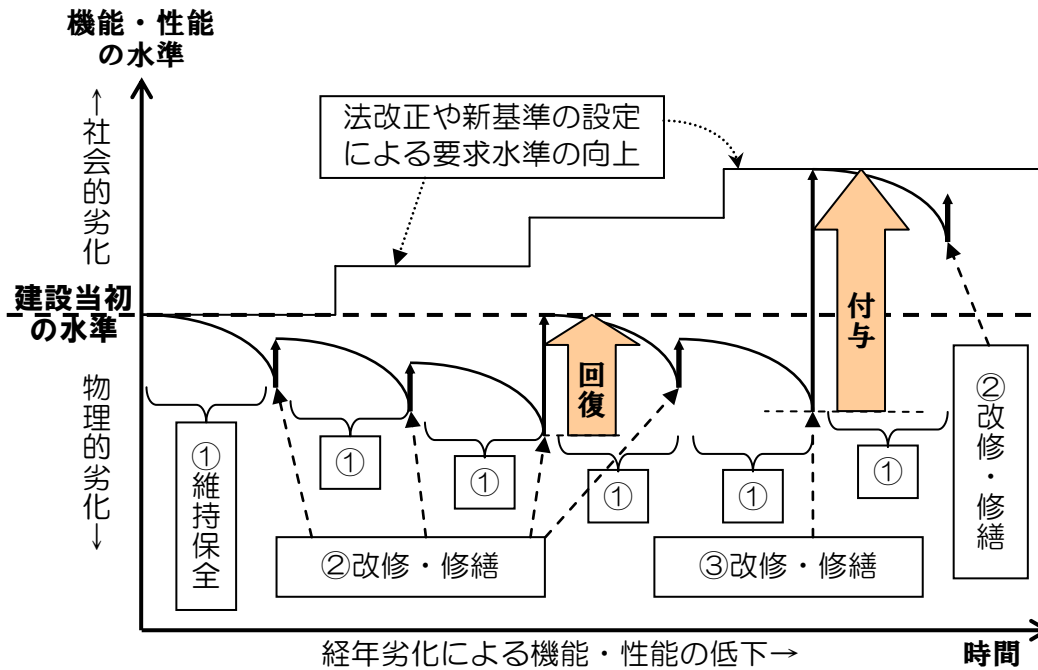 機能・性能
の水準
←社会的劣化
法改正や新基準の設定
による要求水準の向上
建設当初
の水準
物理的劣化→
回復
付与
①維持保全
①
①
①
①
①
②改修・修繕
③改修・修繕
②改修・修繕
経年劣化による機能・性能の低下→
時間